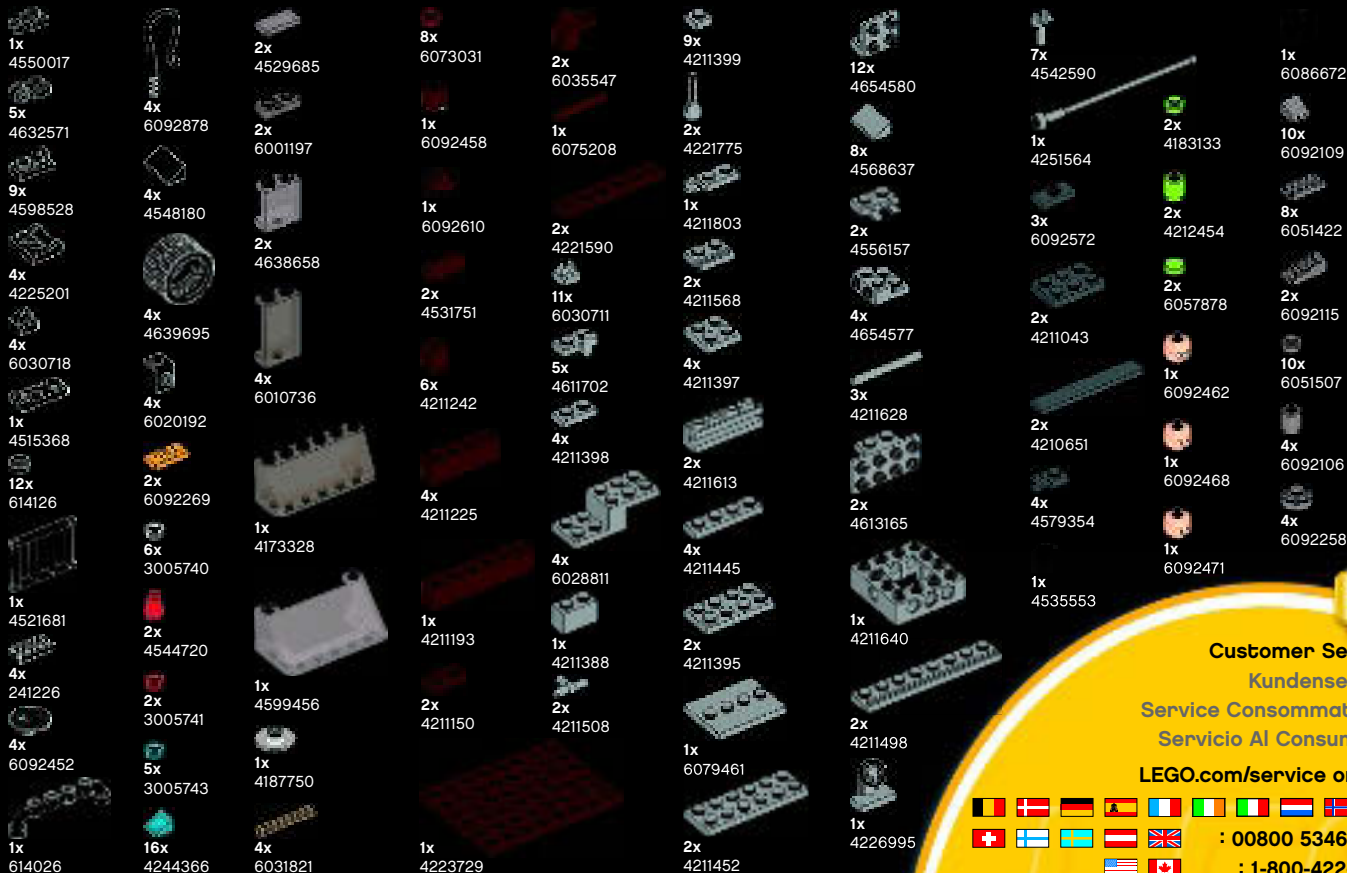 1x
4550017
5x
4632571
9x
4598528
4x
4225201
4x
6030718
1x
4515368
12x
614126
1x
4521681
4x
241226
4x
6092452
1x
614026
4x
6092878
4x
4548180
4x
4639695
4x
6020192
2x
6092269
6x
3005740
2x
4544720
2x
3005741
5x
3005743
16x
4244366
2x
4529685
2x
6001197
2x
4638658
4x
6010736
1x
4173328
1x
4599456
1x
4187750
4x
6031821
8x
6073031
1x
6092458
1x
6092610
2x
4531751
6x
4211242
4x
4211225
1x
4211193
2x
4211150
1x
4223729
2x
6035547
1x
6075208
2x
4221590
11x
6030711
5x
4611702
4x
4211398
4x
6028811
1x
4211388
2x
4211508
9x
4211399
2x
4221775
1x
4211803
2x
4211568
4x
4211397
2x
4211613
4x
4211445
2x
4211395
1x
6079461
2x
4211452
12x
4654580
8x
4568637
2x
4556157
4x
4654577
3x
4211628
2x
4613165
1x
4211640
2x
4211498
1x
4226995
7x
4542590
1x
4251564
3x
6092572
2x
4211043
2x
4210651
4x
4579354
1x
4535553
2x
4183133
2x
4212454
2x
6057878
1x
6092462
1x
6092468
1x
6092471
1x
6086672
10x
6092109
8x
6051422
2x
6092115
10x
6051507
4x
6092106
4x
6092258
Customer Se
Kundense
Service Consommat
Servicio Al Consur
LEGO.com/service o
: 00800 5346
: 1-800-422